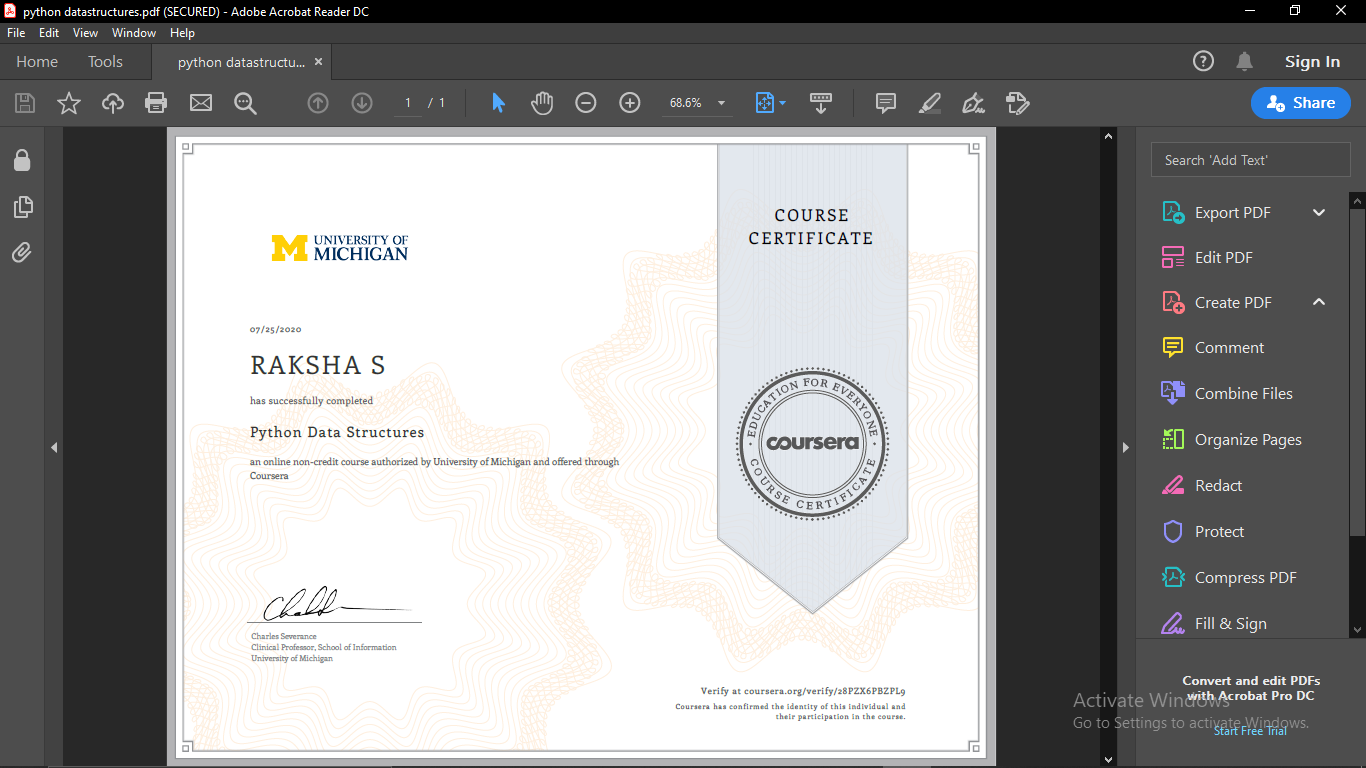 python datastructures.pdf (SECURED) - Adobe Acrobat Reader DC
File Edit View Window Help
Home Tools python datastructu... × ? Sign In
1 / 1 68.6% Share
Search 'Add Text'
Export PDF
Edit PDF
Create PDF
Comment
Combine Files
Organize Pages
Redact
Protect
Compress PDF
Fill & Sign
Convert and edit PDFs
with Acrobat Pro DC
Start Free Trial
Activate Windows
Go to Settings to activate Windows.
UNIVERSITY OF
MICHIGAN
07/25/2020
RAKSHA S
has successfully completed
Python Data Structures
an online non-credit course authorized by University of Michigan and offered through
Coursera
Charles Severance
Clinical Professor, School of Information
University of Michigan
COURSE
CERTIFICATE
EDUCATION FOR EVERYONE
coursera
COURSE CERTIFICATE
Verify at coursera.org/verify/28PZX6PBZPL9
Coursera has confirmed the identity of this individual and
their participation in the course.